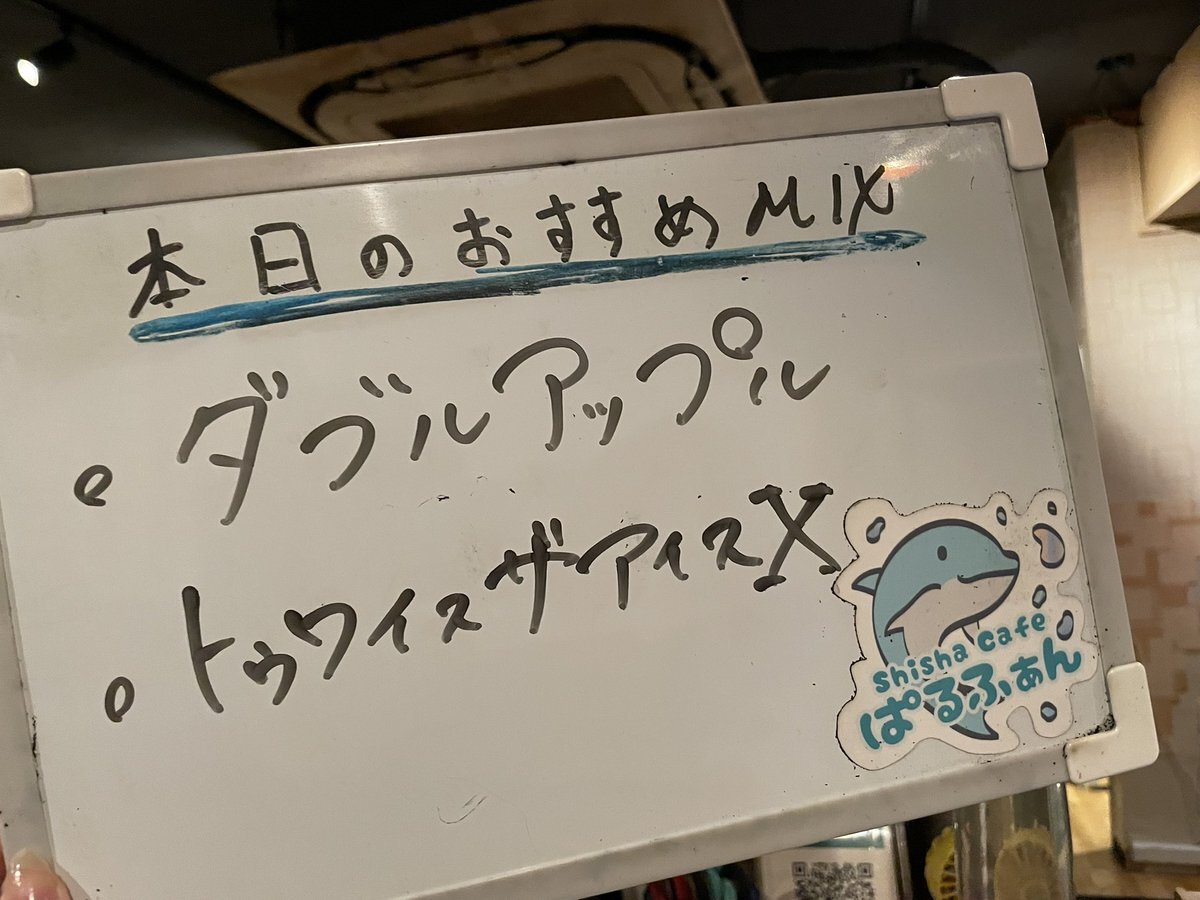 本日のおすすめMIX
• ダブルアップル
• トゥワイスザアイスX
shisha cafe
ぱるふぁん